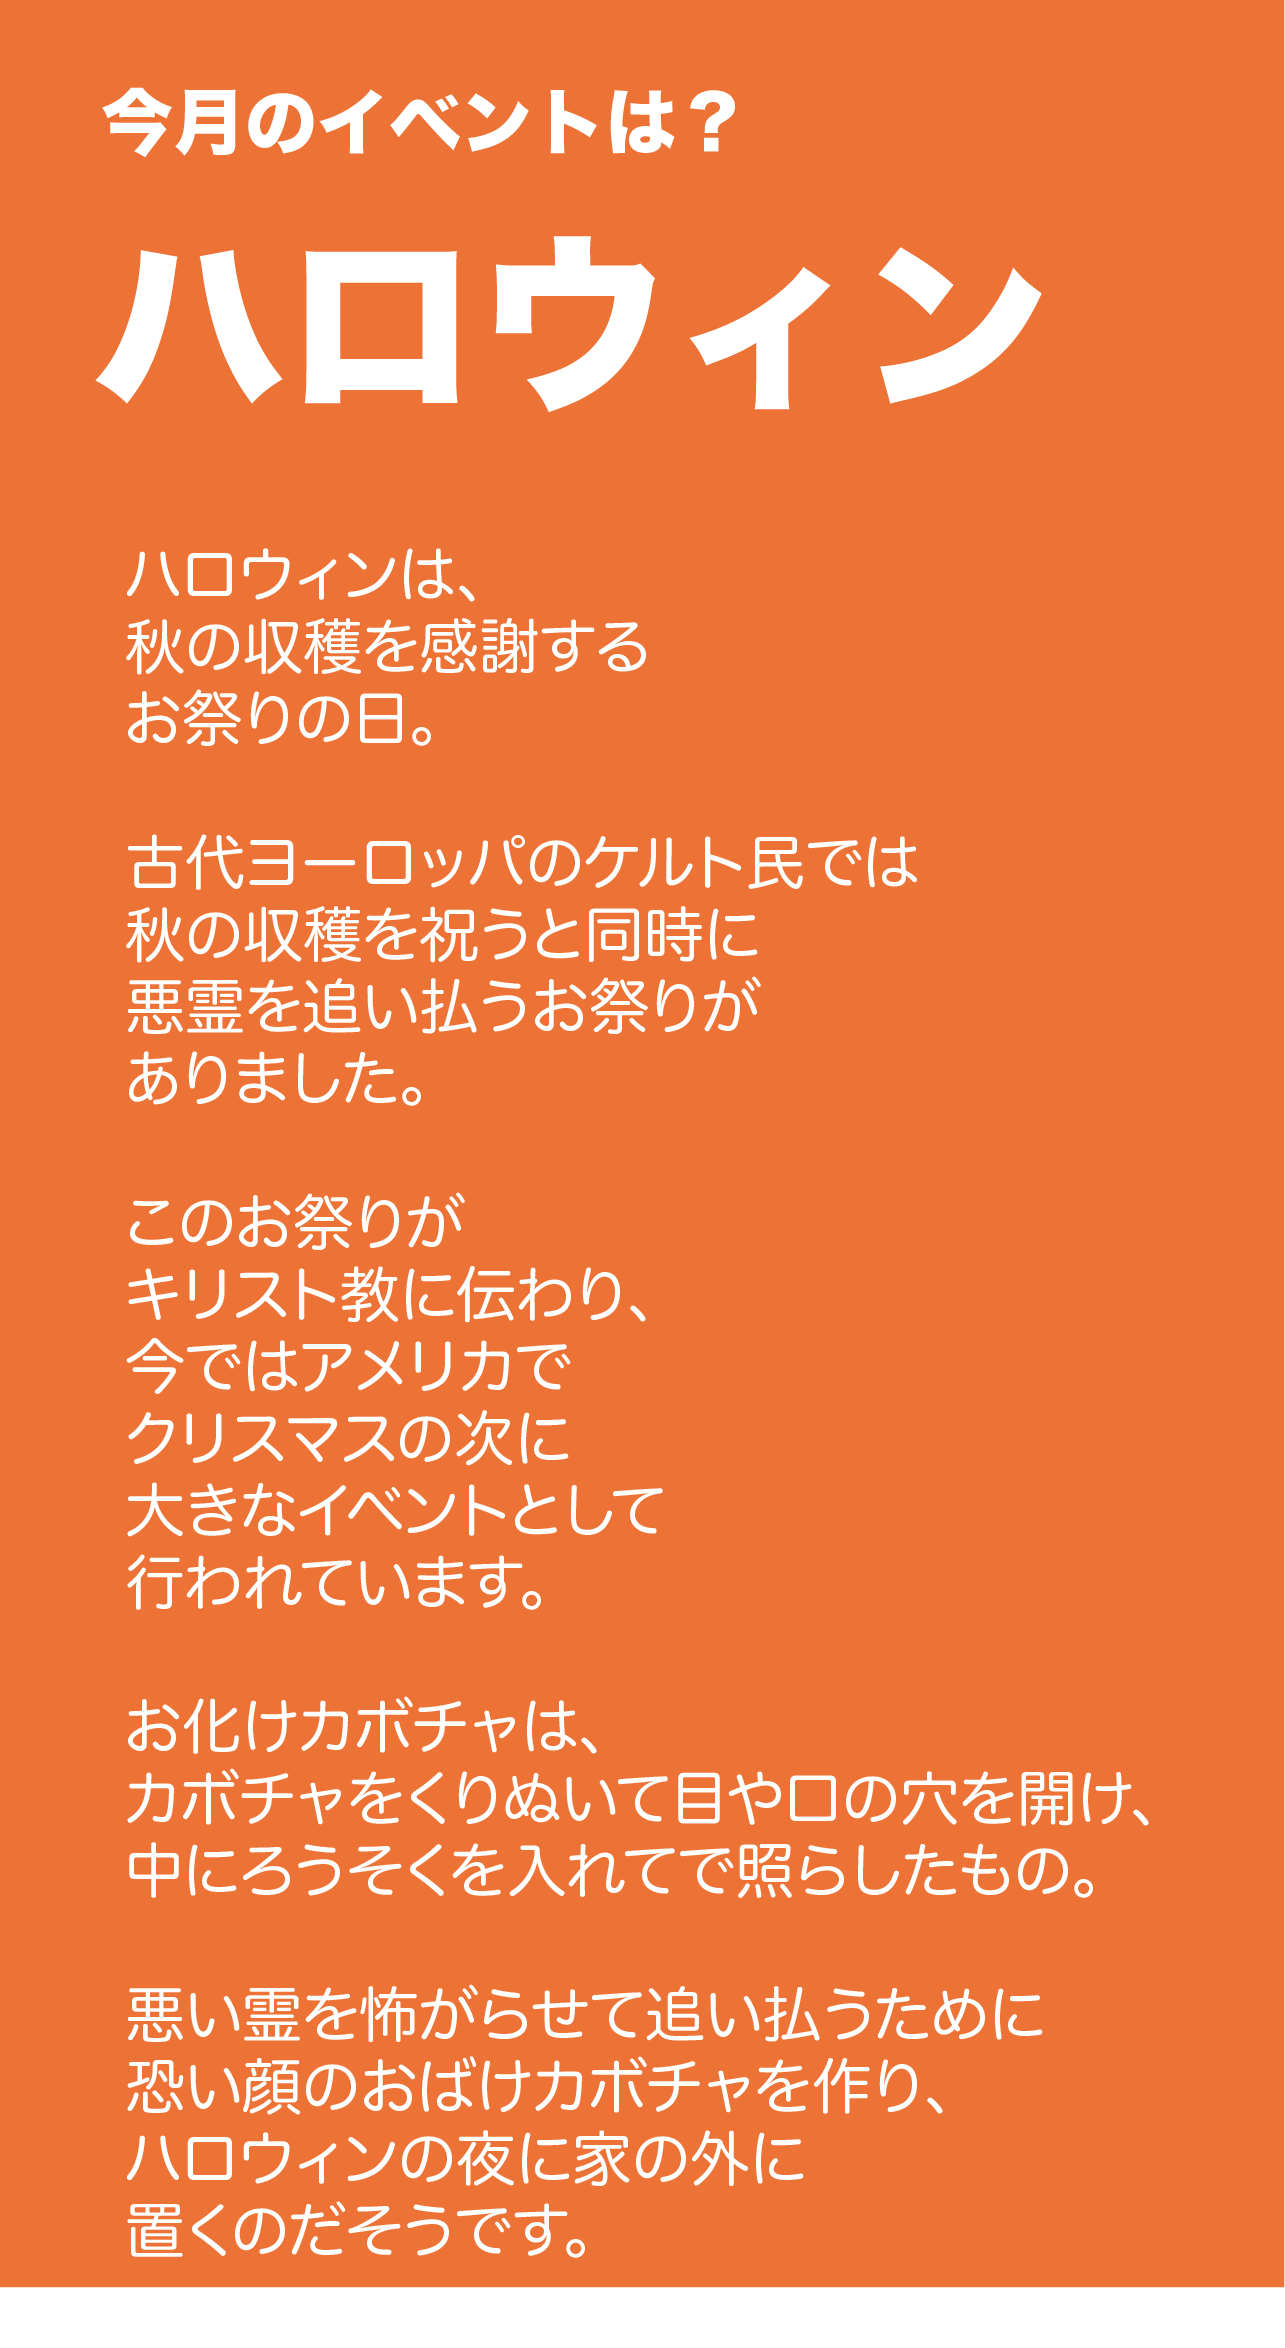 今月のイベントは？
ハロウィン
ハロウィンは、
秋の収穫を感謝する
お祭りの日。
古代ヨーロッパのケルト民では
秋の収穫を祝うと同時に
悪霊を追い払うお祭りが
ありました。
このお祭りが
キリスト教に伝わり、
今ではアメリカで
クリスマスの次に
大きなイベントとして
行われています。
お化けカボチャは、
カボチャをくりぬいて目や口の穴を開け、
中にろうそくを入れてで照らしたもの。
悪い霊を怖がらせて追い払うために
恐い顔のおばけカボチャを作り、
ハロウィンの夜に家の外に
置くのだそうです。